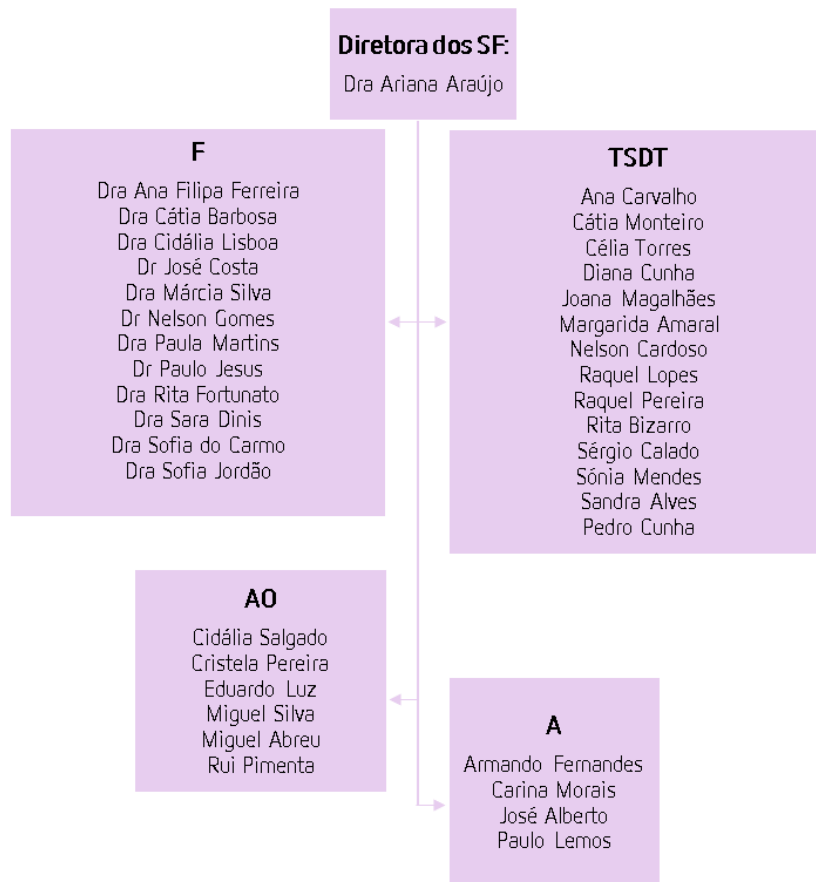 Diretora dos SF:
Dra Ariana Araújo
F
Dra Ana Filipa Ferreira
Dra Cátia Barbosa
Dra Cidália Lisboa
Dr José Costa
Dra Márcia Silva
Dr Nelson Gomes
Dra Paula Martins
Dr Paulo Jesus
Dra Rita Fortunato
Dra Sara Dinis
Dra Sofia do Carmo
Dra Sofia Jordão
TSDT
Ana Carvalho
Cátia Monteiro
Célia Torres
Diana Cunha
Joana Magalhães
Margarida Amaral
Nelson Cardoso
Raquel Lopes
Raquel Pereira
Rita Bizarro
Sérgio Calado
Sónia Mendes
Sandra Alves
Pedro Cunha
AO
Cidália Salgado
Cristela Pereira
Eduardo Luz
Miguel Silva
Miguel Abreu
Rui Pimenta
A
Armando Fernandes
Carina Morais
José Alberto
Paulo Lemos